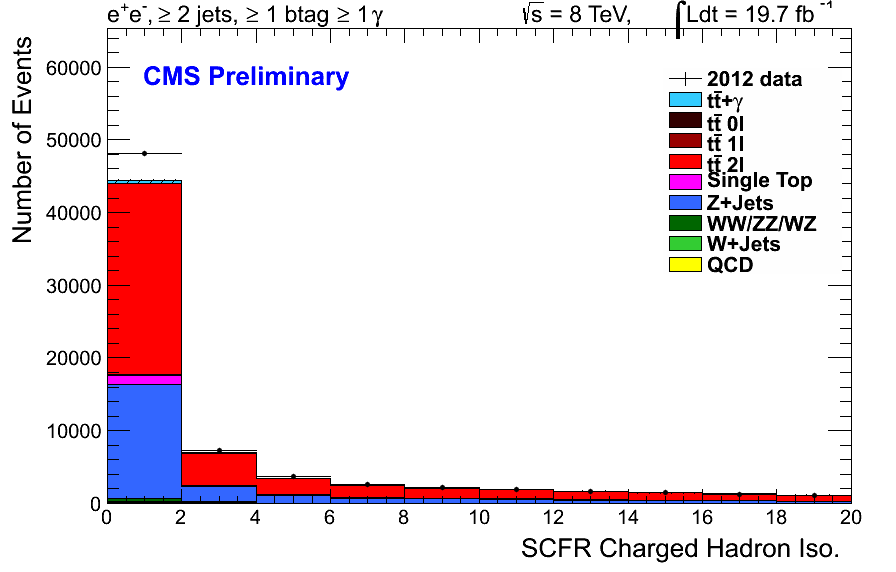 e⁺e⁻, ≥ 2 jets, ≥ 1 btag ≥ 1 γ √s = 8 TeV, ∫Ldt = 19.7 fb⁻¹
CMS Preliminary
2012 data
tt̄+γ
tt̄ 0l
tt̄ 1l
tt̄ 2l
Single Top
Z+Jets
WW/ZZ/WZ
W+Jets
QCD
Number of Events
60000
50000
40000
30000
20000
10000
0
0 2 4 6 8 10 12 14 16 18 20
SCFR Charged Hadron Iso.